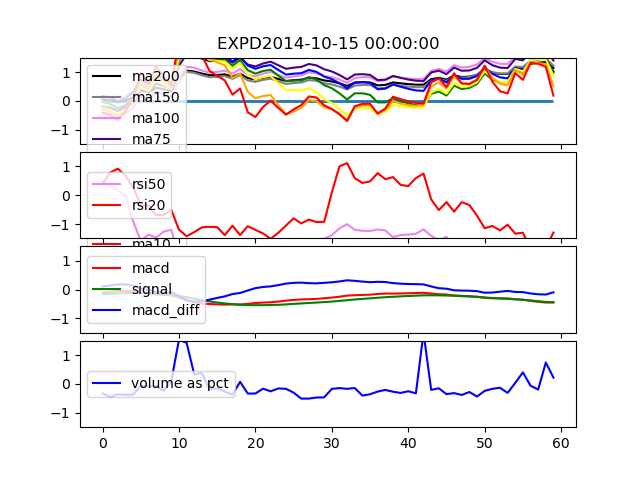 EXPD2014-10-15 00:00:00
1
0
−1
ma200
ma150
ma100
ma75
1
0
−1
rsi50
rsi20
ma10
1
0
−1
macd
signal
macd_diff
1
0
−1
volume as pct
0 10 20 30 40 50 60